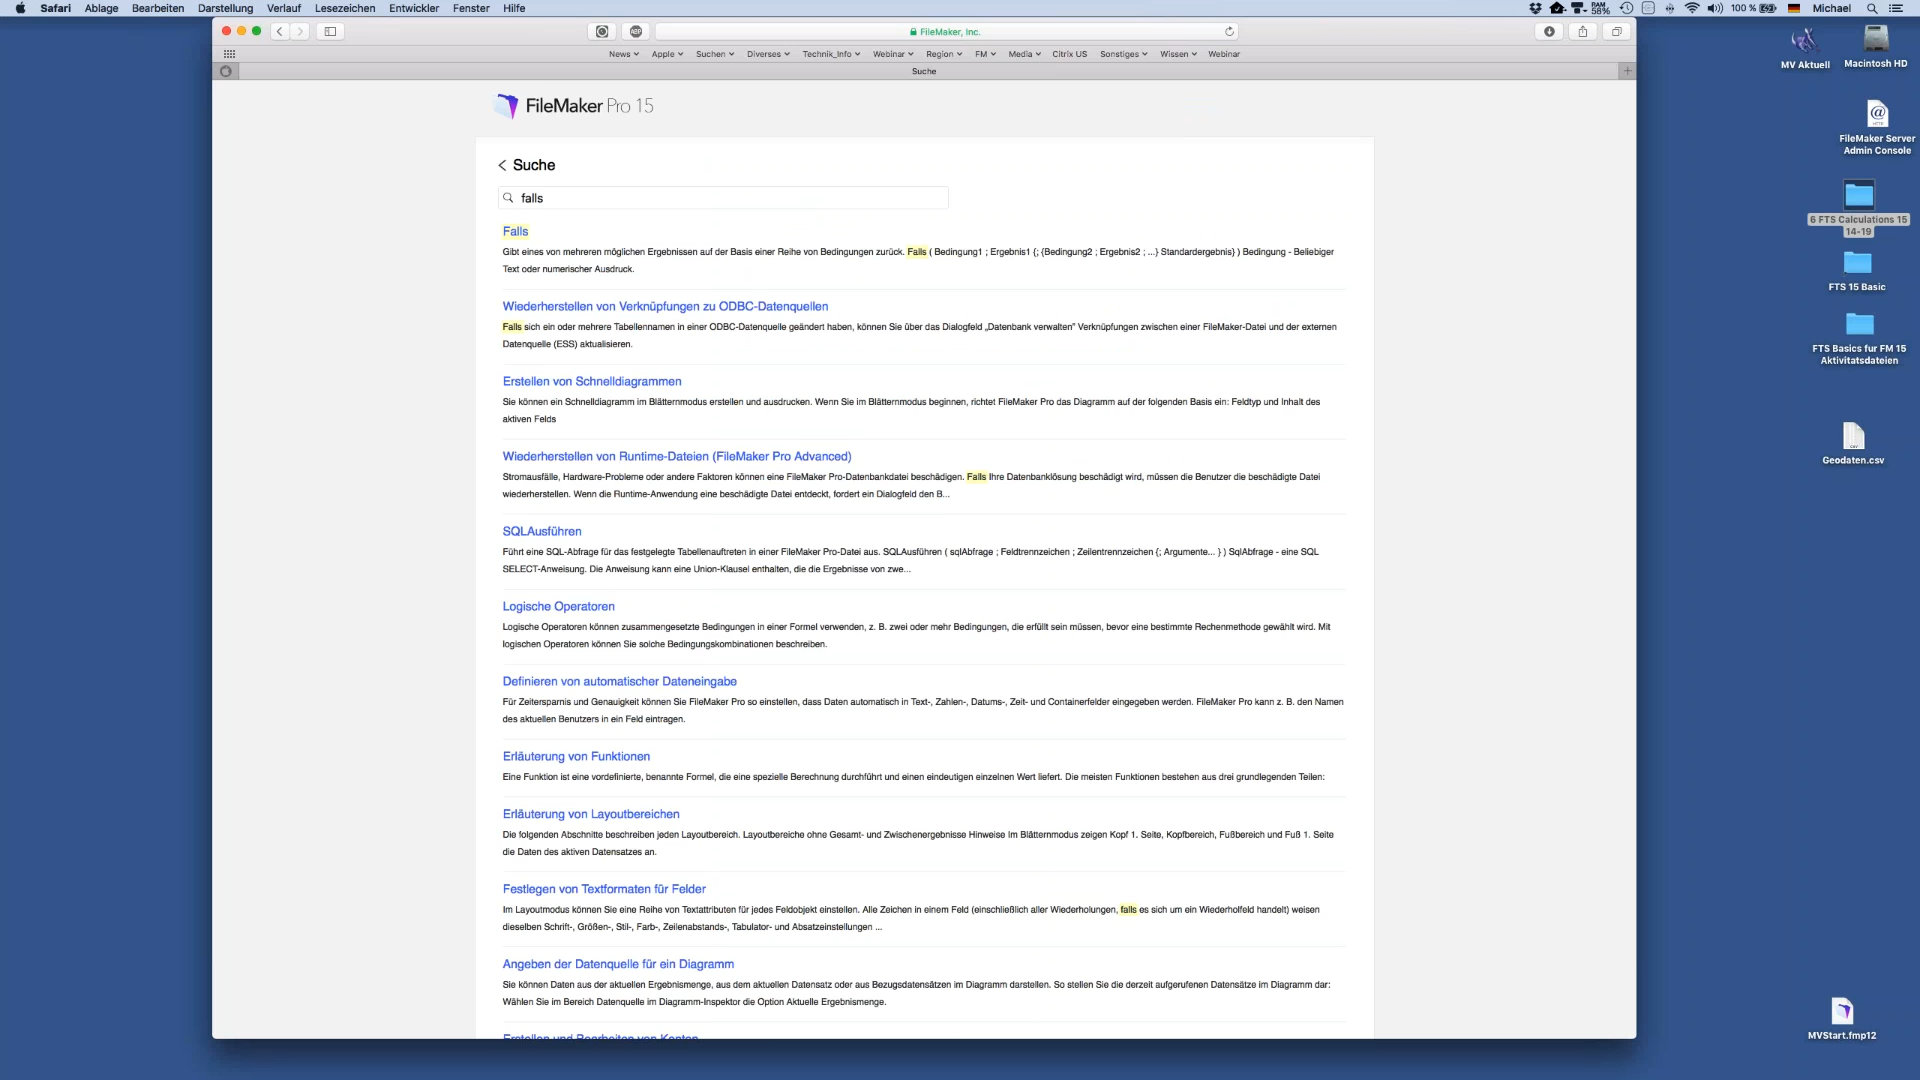 Safari Ablage Bearbeiten Darstellung Verlauf Lesezeichen Entwickler Fenster Hilfe
RAM 58% 100 % Michael
ABP FileMaker, Inc.
News Apple Suchen Diverses Technik_Info Webinar Region FM Media Citrix US Sonstiges Wissen Webinar
Suche
FileMaker Pro 15
Suche
falls
Falls
Gibt eines von mehreren möglichen Ergebnissen auf der Basis einer Reihe von Bedingungen zurück. Falls ( Bedingung1 ; Ergebnis1 {; {Bedingung2 ; Ergebnis2 ; ...} Standardergebnis} ) Bedingung - Beliebiger
Text oder numerischer Ausdruck.
Wiederherstellen von Verknüpfungen zu ODBC-Datenquellen
Falls sich ein oder mehrere Tabellennamen in einer ODBC-Datenquelle geändert haben, können Sie über das Dialogfeld „Datenbank verwalten" Verknüpfungen zwischen einer FileMaker-Datei und der externen
Datenquelle (ESS) aktualisieren.
Erstellen von Schnelldiagrammen
Sie können ein Schnelldiagramm im Blätternmodus erstellen und ausdrucken. Wenn Sie im Blätternmodus beginnen, richtet FileMaker Pro das Diagramm auf der folgenden Basis ein: Feldtyp und Inhalt des
aktiven Felds
Wiederherstellen von Runtime-Dateien (FileMaker Pro Advanced)
Stromausfälle, Hardware-Probleme oder andere Faktoren können eine FileMaker Pro-Datenbankdatei beschädigen. Falls Ihre Datenbanklösung beschädigt wird, müssen die Benutzer die beschädigte Datei
wiederherstellen. Wenn die Runtime-Anwendung eine beschädigte Datei entdeckt, fordert ein Dialogfeld den B...
SQLAusführen
Führt eine SQL-Abfrage für das festgelegte Tabellenauftreten in einer FileMaker Pro-Datei aus. SQLAusführen ( sqlAbfrage ; Feldtrennzeichen ; Zeilentrennzeichen {; Argumente... } ) SqlAbfrage - eine SQL
SELECT-Anweisung. Die Anweisung kann eine Union-Klausel enthalten, die die Ergebnisse von zwe...
Logische Operatoren
Logische Operatoren können zusammengesetzte Bedingungen in einer Formel verwenden, z. B. zwei oder mehr Bedingungen, die erfüllt sein müssen, bevor eine bestimmte Rechenmethode gewählt wird. Mit
logischen Operatoren können Sie solche Bedingungskombinationen beschreiben.
Definieren von automatischer Dateneingabe
Für Zeitersparnis und Genauigkeit können Sie FileMaker Pro so einstellen, dass Daten automatisch in Text-, Zahlen-, Datums-, Zeit- und Containerfelder eingegeben werden. FileMaker Pro kann z. B. den Namen
des aktuellen Benutzers in ein Feld eintragen.
Erläuterung von Funktionen
Eine Funktion ist eine vordefinierte, benannte Formel, die eine spezielle Berechnung durchführt und einen eindeutigen einzelnen Wert liefert. Die meisten Funktionen bestehen aus drei grundlegenden Teilen:
Erläuterung von Layoutbereichen
Die folgenden Abschnitte beschreiben jeden Layoutbereich. Layoutbereiche ohne Gesamt- und Zwischenergebnisse Hinweise Im Blätternmodus zeigen Kopf 1. Seite, Kopfbereich, Fußbereich und Fuß 1. Seite
die Daten des aktiven Datensatzes an.
Festlegen von Textformaten für Felder
Im Layoutmodus können Sie eine Reihe von Textattributen für jedes Feldobjekt einstellen. Alle Zeichen in einem Feld (einschließlich aller Wiederholungen, falls es sich um ein Wiederholfeld handelt) weisen
dieselben Schrift-, Größen-, Stil-, Farb-, Zeilenabstands-, Tabulator- und Absatzeinstellungen ...
Angeben der Datenquelle für ein Diagramm
Sie können Daten aus der aktuellen Ergebnismenge, aus dem aktuellen Datensatz oder aus Bezugsdatensätzen im Diagramm darstellen. So stellen Sie die derzeit aufgerufenen Datensätze im Diagramm dar:
Wählen Sie im Bereich Datenquelle im Diagramm-Inspektor die Option Aktuelle Ergebnismenge.
Erstellen und Bearbeiten von Konten
MV Aktuell
Macintosh HD
FileMaker Server
Admin Console
6 FTS Calculations 15
14-19
FTS 15 Basic
FTS Basics fur FM 15
Aktivitatsdateien
Geodaten.csv
MVStart.fmp12